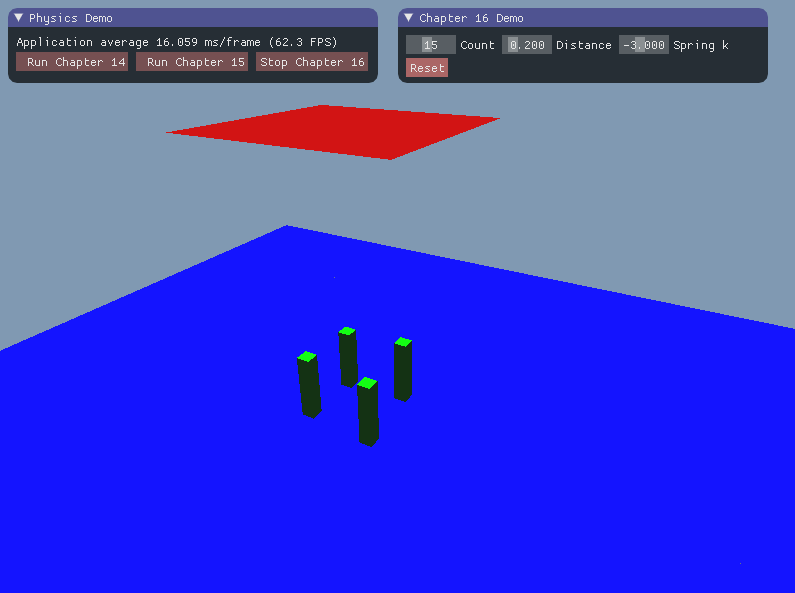 Physics Demo
Application average 16.059 ms/frame (62.3 FPS)
Run Chapter 14 Run Chapter 15 Stop Chapter 16
Chapter 16 Demo
15 Count 0.200 Distance -3.000 Spring k
Reset